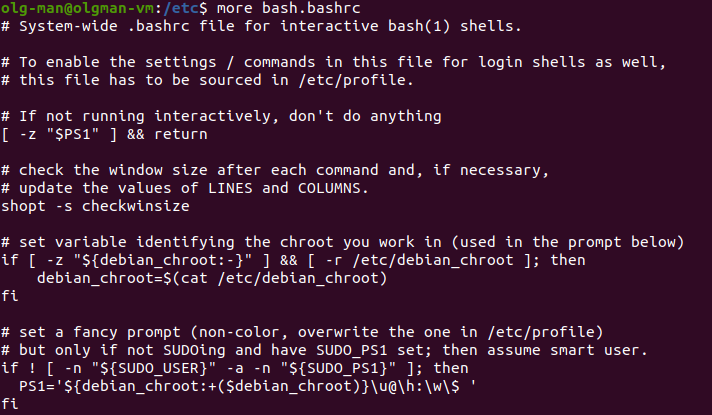 olg-man@olgman-vm:/etc$ more bash.bashrc
# System-wide .bashrc file for interactive bash(1) shells.

# To enable the settings / commands in this file for login shells as well,
# this file has to be sourced in /etc/profile.

# If not running interactively, don't do anything
[ -z "$PS1" ] && return

# check the window size after each command and, if necessary,
# update the values of LINES and COLUMNS.
shopt -s checkwinsize

# set variable identifying the chroot you work in (used in the prompt below)
if [ -z "${debian_chroot:-}" ] && [ -r /etc/debian_chroot ]; then
    debian_chroot=$(cat /etc/debian_chroot)
fi

# set a fancy prompt (non-color, overwrite the one in /etc/profile)
# but only if not SUDOing and have SUDO_PS1 set; then assume smart user.
if ! [ -n "${SUDO_USER}" -a -n "${SUDO_PS1}" ]; then
  PS1='${debian_chroot:+($debian_chroot)}\u@\h:\w\$ '
fi